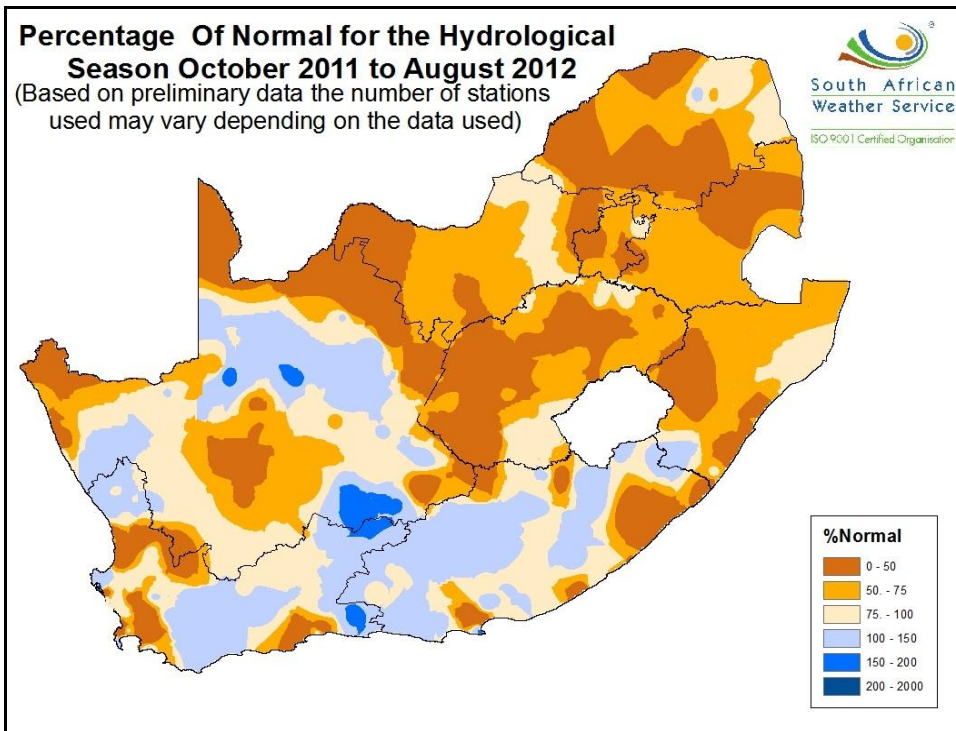 Percentage Of Normal for the Hydrological
Season October 2011 to August 2012
(Based on preliminary data the number of stations
used may vary depending on the data used)
®
South African
Weather Service
ISO 9001 Certified Organisation
%Normal
0 - 50
50. - 75
75. - 100
100 - 150
150 - 200
200 - 2000